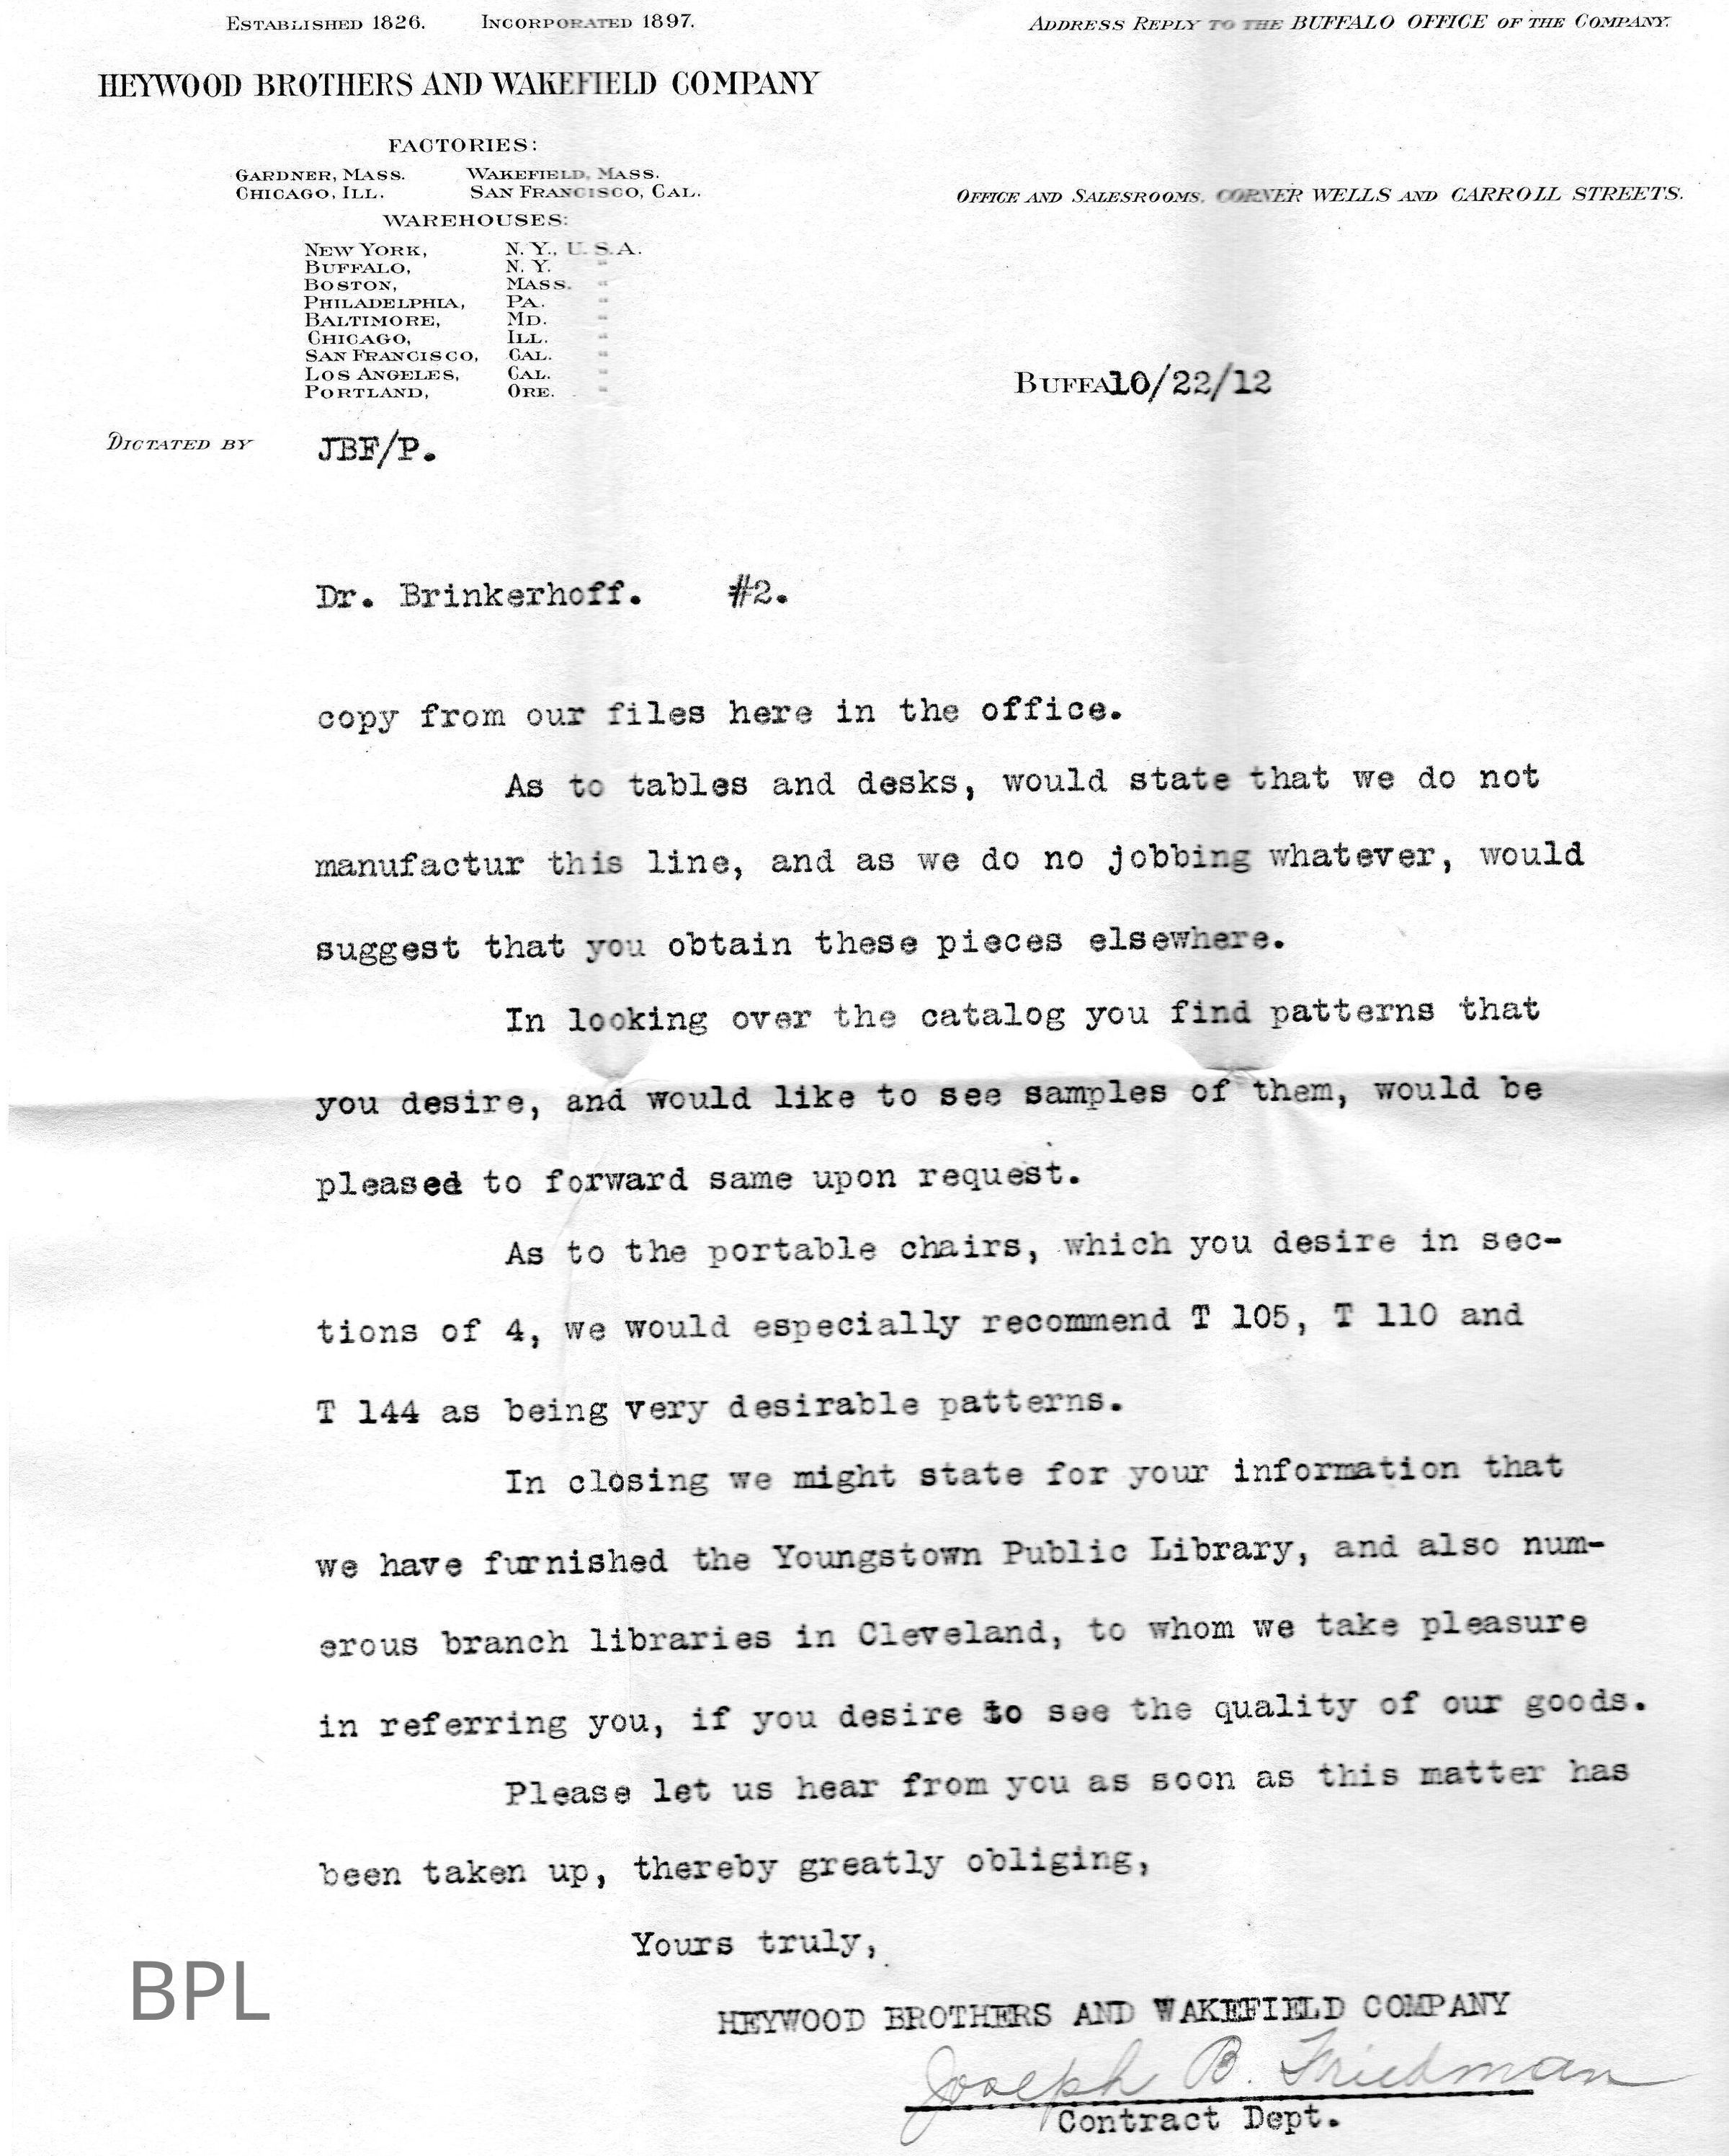 ESTABLISHED 1826. INCORPORATED 1897.
ADDRESS REPLY TO THE BUFFALO OFFICE OF THE COMPANY.
HEYWOOD BROTHERS AND WAKEFIELD COMPANY
FACTORIES:
GARDNER, MASS. WAKEFIELD, MASS.
CHICAGO, ILL. SAN FRANCISCO, CAL.
OFFICE AND SALESROOMS, CORNER WELLS AND CARROLL STREETS.
WAREHOUSES:
NEW YORK, N. Y., U. S. A.
BUFFALO, N. Y. "
BOSTON, MASS. "
PHILADELPHIA, PA. "
BALTIMORE, MD. "
CHICAGO, ILL. "
SAN FRANCISCO, CAL. "
LOS ANGELES, CAL. "
PORTLAND, ORE. "
BUFFA10/22/12
DICTATED BY JBF/P.
Dr. Brinkerhoff. #2.
copy from our files here in the office.
As to tables and desks, would state that we do not
manufactur this line, and as we do no jobbing whatever, would
suggest that you obtain these pieces elsewhere.
In looking over the catalog you find patterns that
you desire, and would like to see samples of them, would be
pleased to forward same upon request.
As to the portable chairs, which you desire in sec-
tions of 4, we would especially recommend T 105, T 110 and
T 144 as being very desirable patterns.
In closing we might state for your information that
we have furnished the Youngstown Public Library, and also num-
erous branch libraries in Cleveland, to whom we take pleasure
in referring you, if you desire to see the quality of our goods.
Please let us hear from you as soon as this matter has
been taken up, thereby greatly obliging,
Yours truly,
HEYWOOD BROTHERS AND WAKEFIELD COMPANY
Joseph B. Friedman
Contract Dept.
BPL